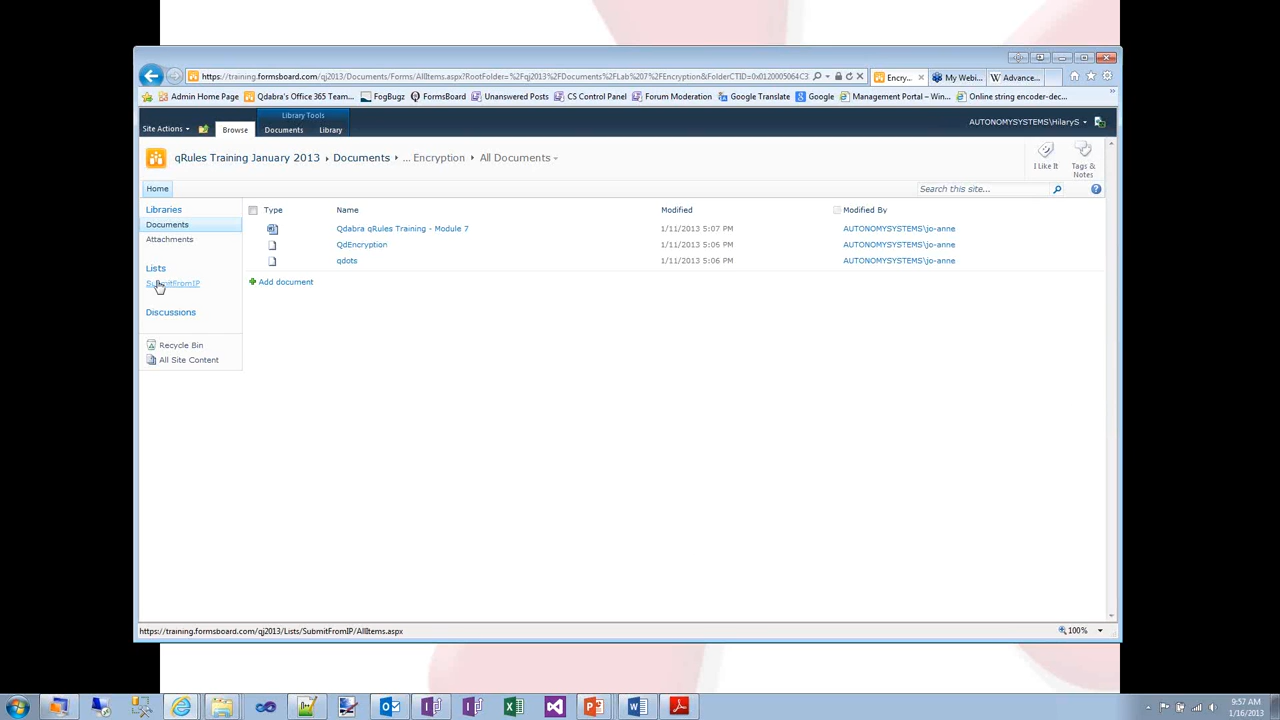 https://training.formsboard.com/qj2013/Documents/Forms/AllItems.aspx?RootFolder=%2Fqj2013%2FDocuments%2FLab%207%2FEncryption&FolderCTID=0x0120005064C3
Encry...
My Webi...
Advance...
Admin Home Page
Qdabra's Office 365 Team...
FogBugz
FormsBoard
Unanswered Posts
CS Control Panel
Forum Moderation
Google Translate
Google
Management Portal – Win...
Online string encoder-dec...
Library Tools
Site Actions
Browse
Documents
Library
AUTONOMYSYSTEMS\HilaryS
qRules Training January 2013 Documents ... Encryption All Documents
I Like It
Tags & Notes
Home
Search this site...
Libraries
Documents
Attachments
Lists
SubmitFromIP
Discussions
Recycle Bin
All Site Content
Type Name Modified Modified By
Qdabra qRules Training - Module 7 1/11/2013 5:07 PM AUTONOMYSYSTEMS\jo-anne
QdEncryption 1/11/2013 5:06 PM AUTONOMYSYSTEMS\jo-anne
qdots 1/11/2013 5:06 PM AUTONOMYSYSTEMS\jo-anne
Add document
https://training.formsboard.com/qj2013/Lists/SubmitFromIP/AllItems.aspx
100%
9:57 AM
1/16/2013